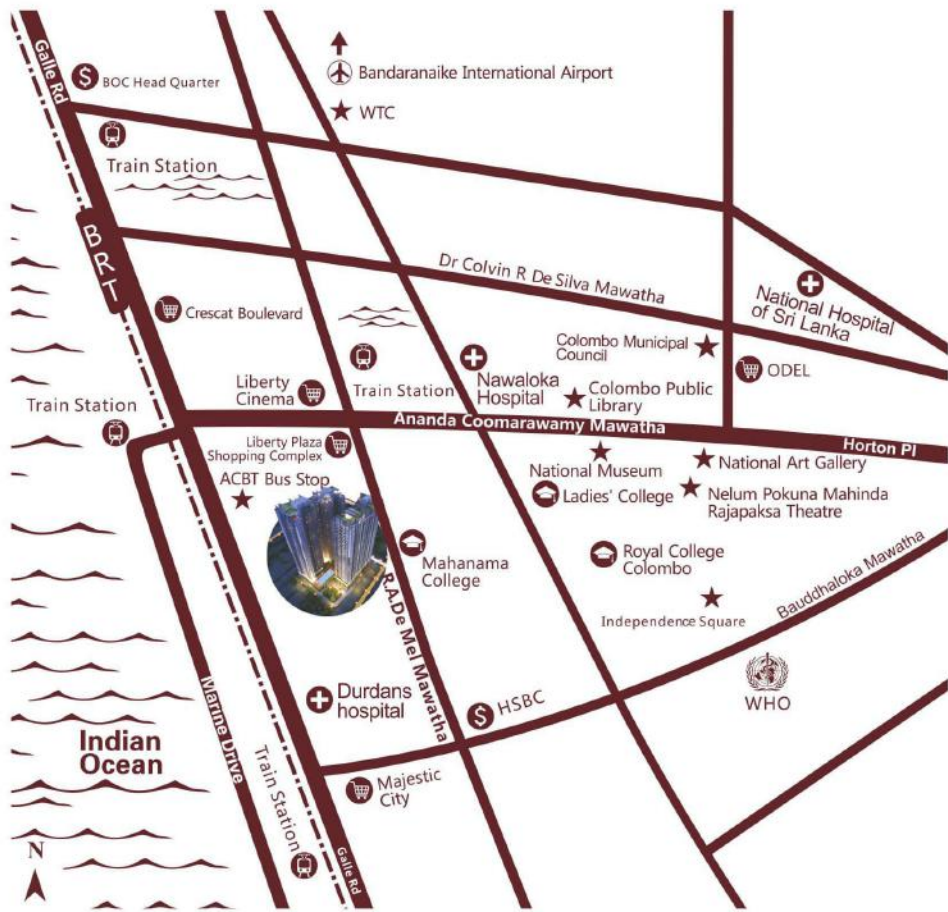 Galle Rd
$ BOC Head Quarter
Bandaranaike International Airport
WTC
Train Station
BRT
Dr Colvin R De Silva Mawatha
National Hospital
of Sri Lanka
Crescat Boulevard
Colombo Municipal
Council
ODEL
Train Station
Nawaloka
Hospital
Colombo Public
Library
Liberty
Cinema
Train Station
Ananda Coomarawamy Mawatha
Horton Pl
Liberty Plaza
Shopping Complex
ACBT Bus Stop
National Museum
National Art Gallery
Ladies' College
Nelum Pokuna Mahinda
Rajapaksa Theatre
Mahanama
College
Royal College
Colombo
R.A.De Mel Mawatha
Bauddhaloka Mawatha
Independence Square
WHO
Durdans
hospital
$ HSBC
Marine Drive
Indian
Ocean
Train Station
Majestic
City
Galle Rd
N